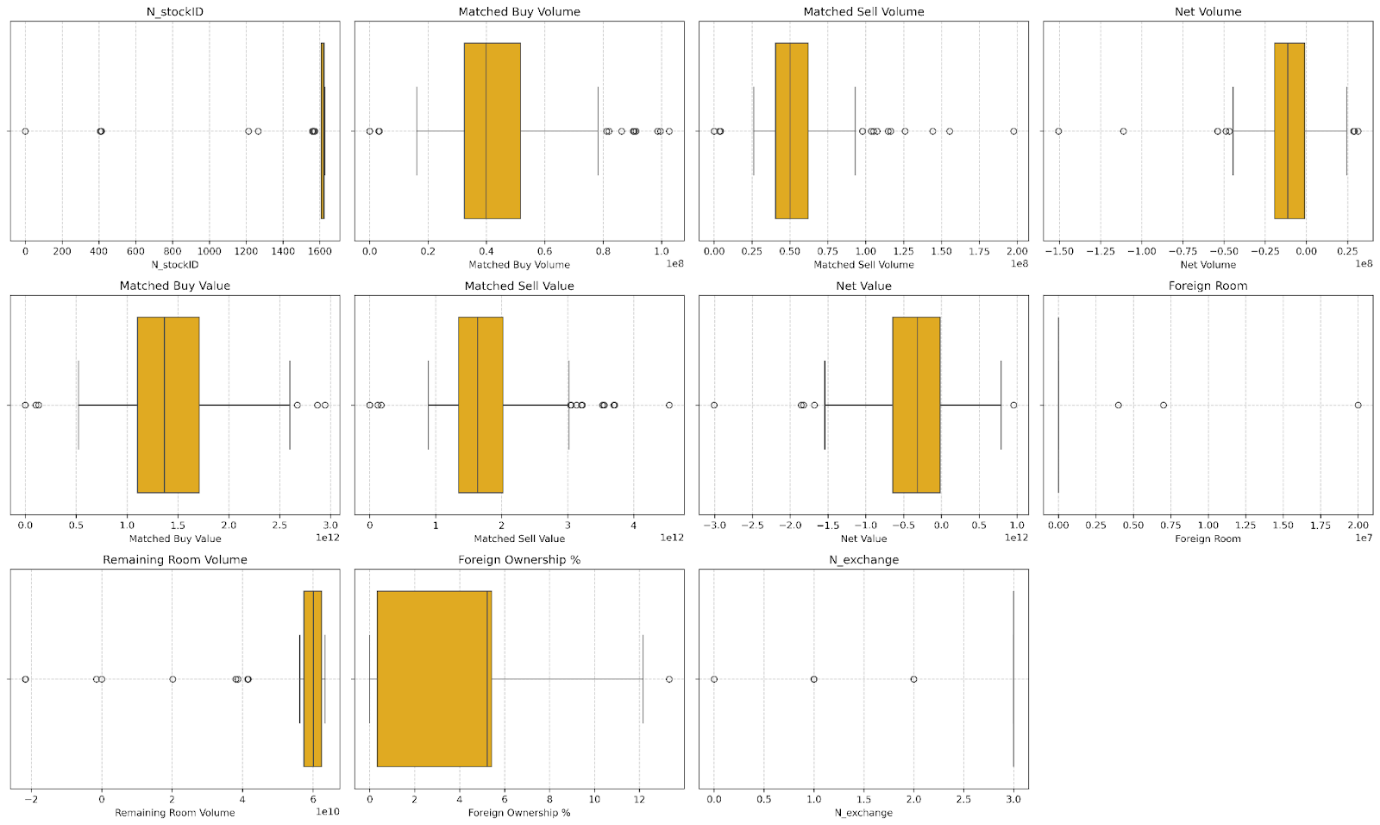 N_stockID
Matched Buy Volume
Matched Sell Volume
Net Volume
0 200 400 600 800 1000 1200 1400 1600
0.0 0.2 0.4 0.6 0.8 1.0
0.00 0.25 0.50 0.75 1.00 1.25 1.50 1.75 2.00
−1.50 −1.25 −1.00 −0.75 −0.50 −0.25 0.00 0.25
N_stockID
Matched Buy Volume
1e8
Matched Sell Volume
1e8
Net Volume
1e8
Matched Buy Value
Matched Sell Value
Net Value
Foreign Room
0.0 0.5 1.0 1.5 2.0 2.5 3.0
0 1 2 3 4
−3.0 −2.5 −2.0 −1.5 −1.0 −0.5 0.0 0.5 1.0
0.00 0.25 0.50 0.75 1.00 1.25 1.50 1.75 2.00
Matched Buy Value
1e12
Matched Sell Value
1e12
Net Value
1e12
Foreign Room
1e7
Remaining Room Volume
Foreign Ownership %
N_exchange
−2 0 2 4 6
0 2 4 6 8 10 12
0.0 0.5 1.0 1.5 2.0 2.5 3.0
Remaining Room Volume
1e10
Foreign Ownership %
N_exchange